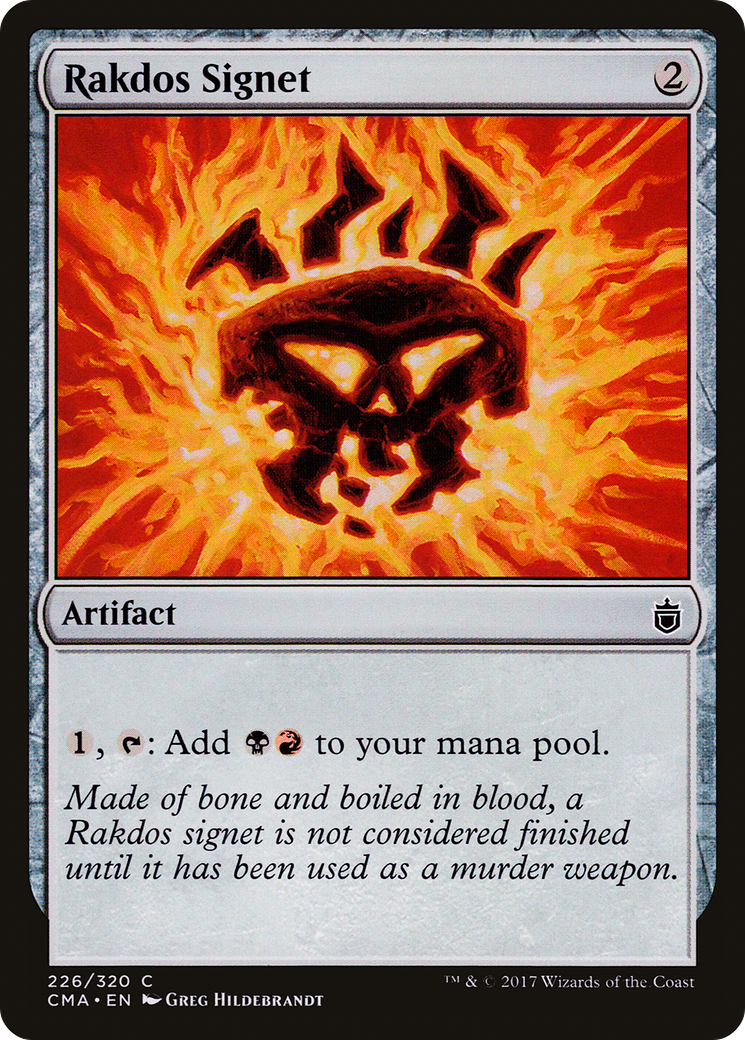 Rakdos Signet 2
Artifact
1, : Add to your mana pool.
Made of bone and boiled in blood, a
Rakdos signet is not considered finished
until it has been used as a murder weapon.
226/320 C
™ & © 2017 Wizards of the Coast
CMA • EN Greg Hildebrandt